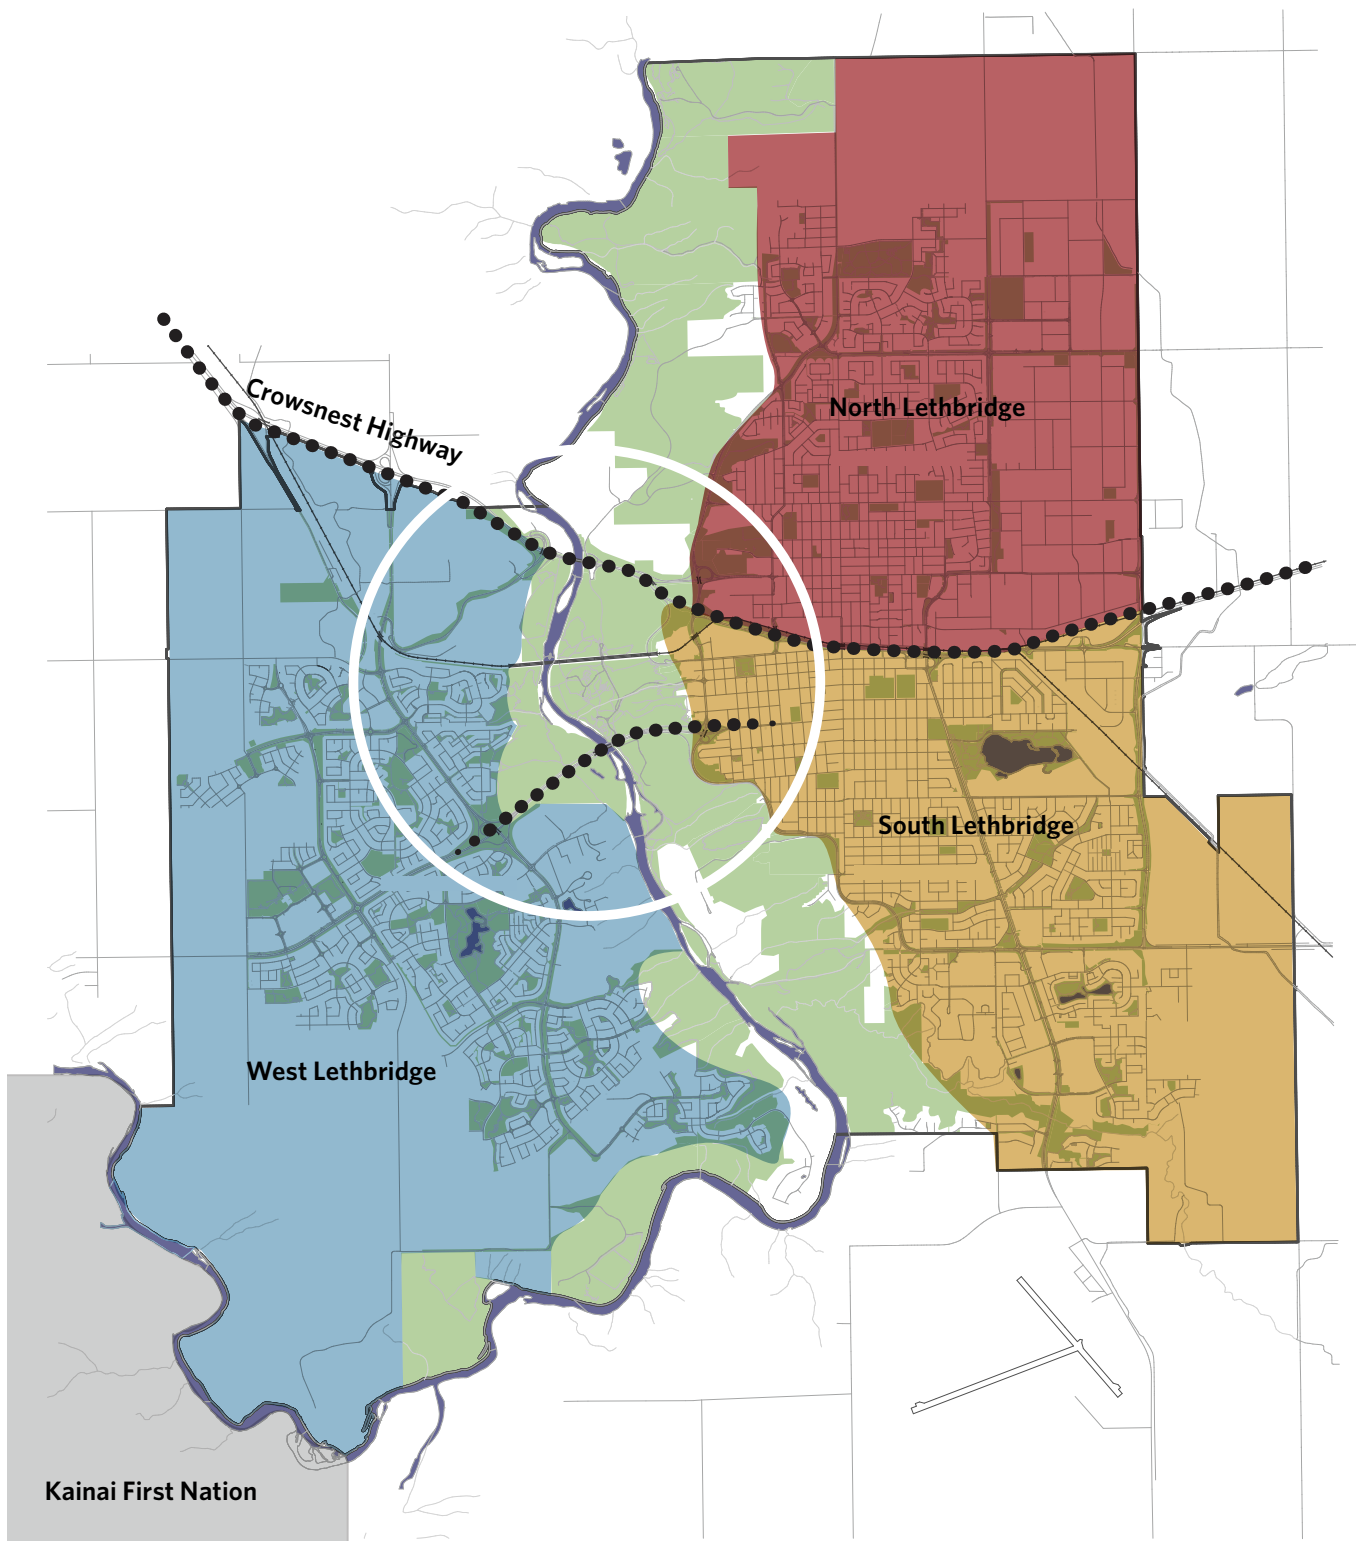 Crowsnest Highway
North Lethbridge
South Lethbridge
West Lethbridge
Kainai First Nation